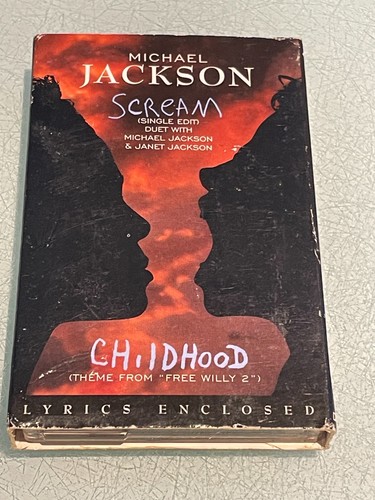 MICHAEL
JACKSON
SCREAM
(SINGLE EDIT)
DUET WITH
MICHAEL JACKSON
& JANET JACKSON
CHILDHOOD
(THEME FROM "FREE WILLY 2")
LYRICS ENCLOSED